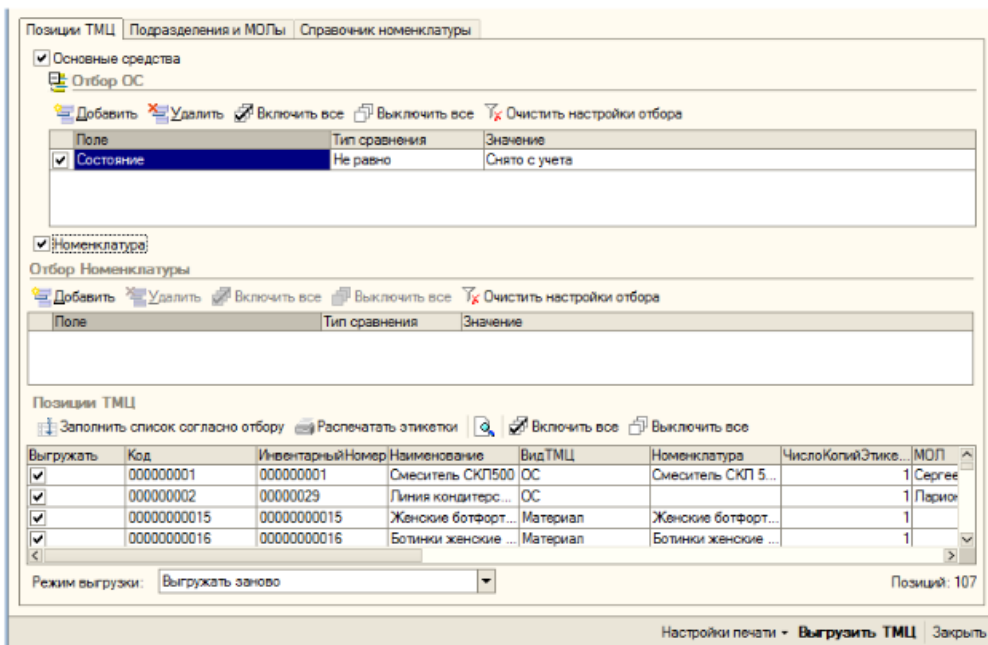 Позиции ТМЦ Подразделения и МОЛы Справочник номенклатуры
Основные средства
Отбор ОС
Добавить Удалить Включить все Выключить все Очистить настройки отбора
Поле Тип сравнения Значение
Состояние Не равно Снято с учета
Номенклатура
Отбор Номенклатуры
Добавить Удалить Включить все Выключить все Очистить настройки отбора
Поле Тип сравнения Значение
Позиции ТМЦ
Заполнить список согласно отбору Распечатать этикетки Включить все Выключить все
Выгружать Код ИнвентарныйНомер Наименование ВидТМЦ Номенклатура ЧислоКопийЭтике... МОЛ
000000001 000000001 Смеситель СКП500 ОС Смеситель СКП 5... 1 Сергее
000000002 00000029 Линия кондитерс... ОС 1 Парион
00000000015 00000000015 Женские ботфорт... Материал Женские ботфорт... 1
00000000016 00000000016 Ботинки женские ... Материал Ботинки женские ... 1
Режим выгрузки: Выгружать заново Позиций: 107
Настройки печати Выгрузить ТМЦ Закрыть